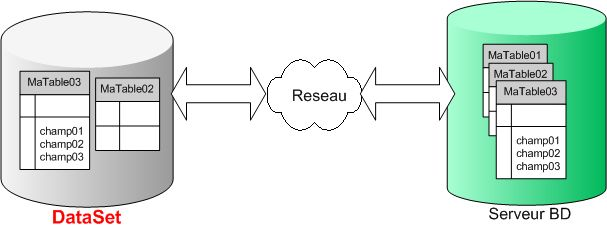 MaTable03
MaTable02
champ01
champ02
champ03
DataSet
Reseau
MaTable01
MaTable02
MaTable03
champ01
champ02
champ03
Serveur BD